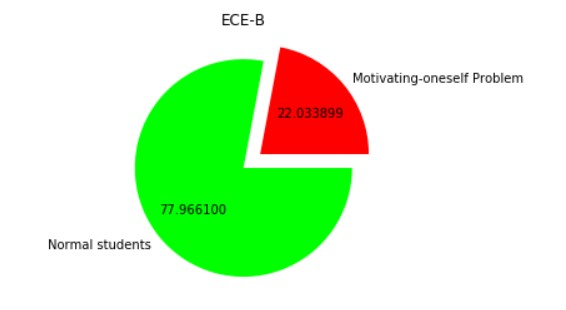 ECE-B
Motivating-oneself Problem
22.033899
77.966100
Normal students